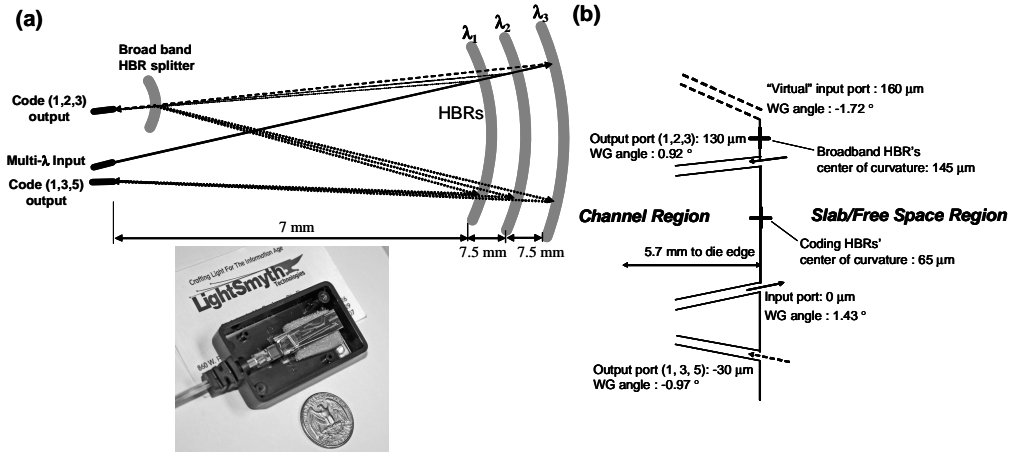 (a)
λ1 λ2 λ3
Broad band
HBR splitter
Code (1,2,3)
output
HBRs
Multi-λ Input
Code (1,3,5)
output
7 mm
7.5 mm 7.5 mm
Crafting Light For The Information Age
LightSmyth
Technologies
860 W.
(b)
"Virtual" input port : 160 μm
WG angle: -1.72 °
Output port (1,2,3): 130 μm
WG angle : 0.92 °
Broadband HBR's
center of curvature: 145 μm
Channel Region
Slab/Free Space Region
Coding HBRs'
center of curvature : 65 μm
5.7 mm to die edge
Input port: 0 μm
WG angle: 1.43 °
Output port (1, 3, 5): -30 μm
WG angle : -0.97 °